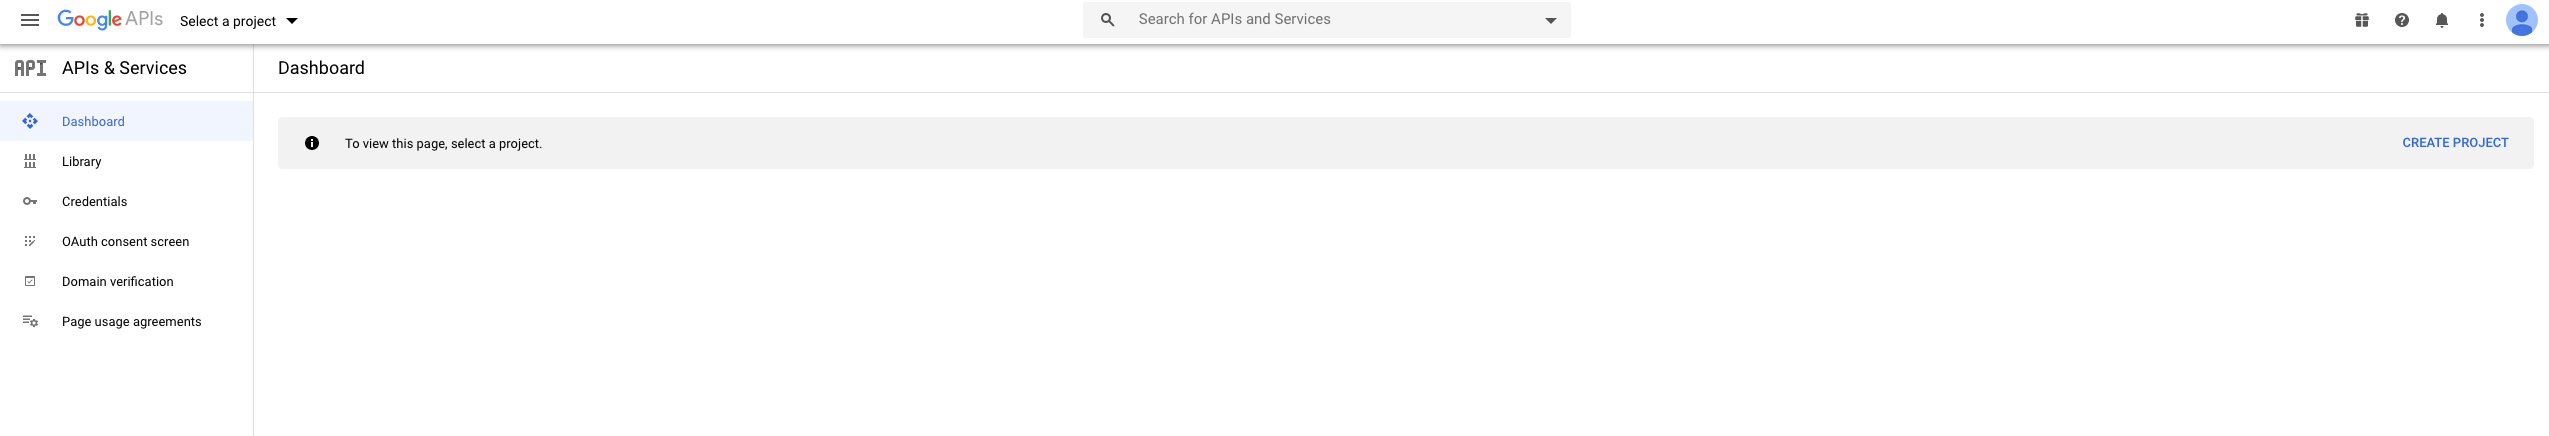 Google APIs Select a project Search for APIs and Services
API APIs & Services Dashboard
Dashboard
To view this page, select a project. CREATE PROJECT
Library
Credentials
OAuth consent screen
Domain verification
Page usage agreements